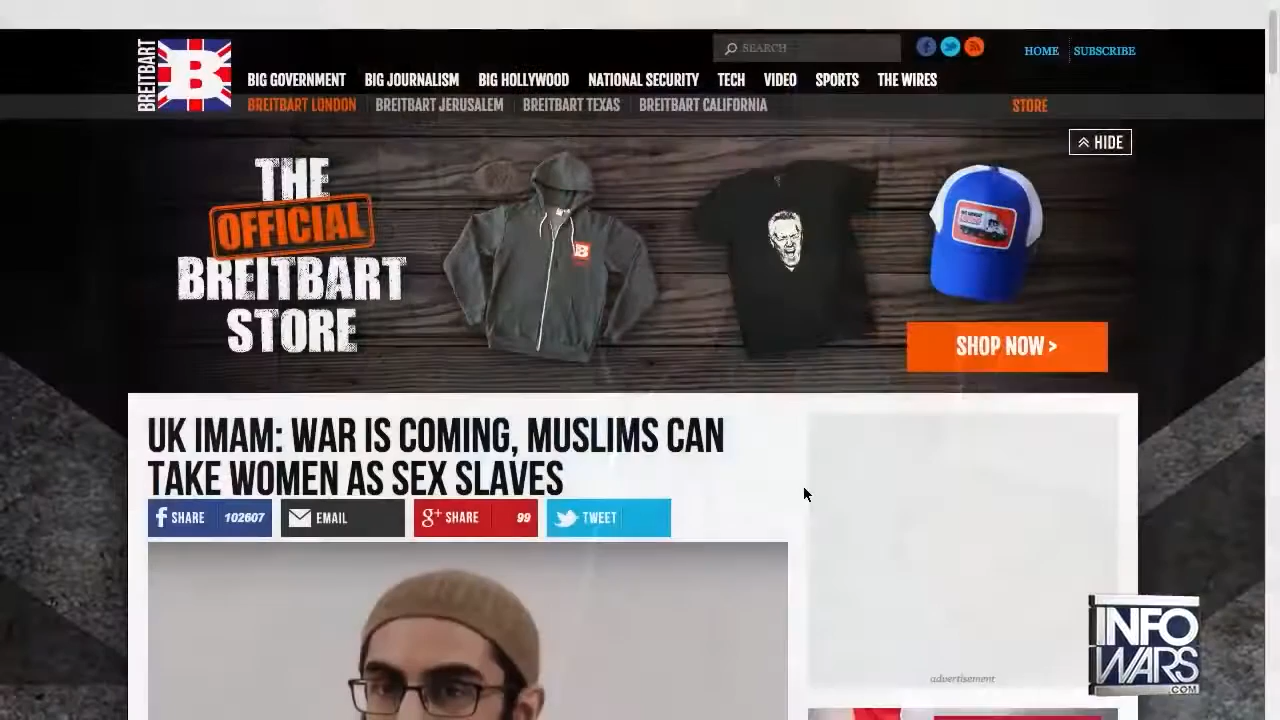 BREITBART
B
SEARCH
HOME
SUBSCRIBE
BIG GOVERNMENT
BIG JOURNALISM
BIG HOLLYWOOD
NATIONAL SECURITY
TECH
VIDEO
SPORTS
THE WIRES
BREITBART LONDON
BREITBART JERUSALEM
BREITBART TEXAS
BREITBART CALIFORNIA
STORE
HIDE
THE
OFFICIAL
BREITBART
STORE
B
SHOP NOW >
UK IMAM: WAR IS COMING, MUSLIMS CAN
TAKE WOMEN AS SEX SLAVES
f SHARE 102607
EMAIL
g+ SHARE 99
TWEET
advertisement
INFO
WARS
.COM